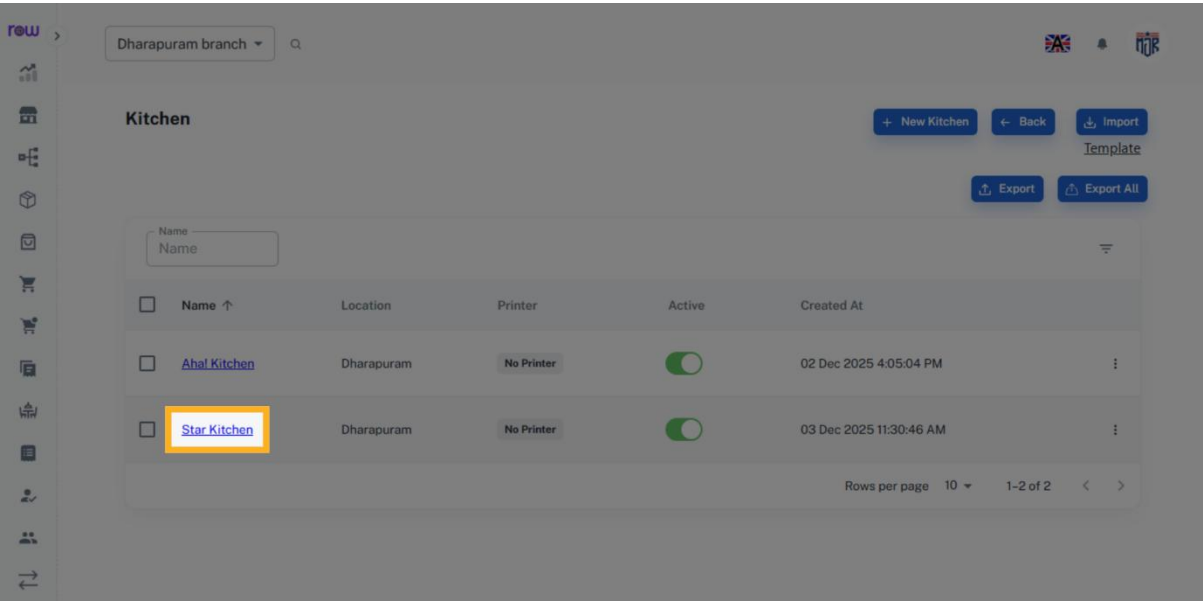 row
Dharapuram branch
A
MJR
Kitchen
+ New Kitchen
← Back
Import
Template
Export
Export All
Name
Name
Name ↑ Location Printer Active Created At
Aha! Kitchen Dharapuram No Printer 02 Dec 2025 4:05:04 PM
Star Kitchen Dharapuram No Printer 03 Dec 2025 11:30:46 AM
Rows per page 10 1–2 of 2 < >